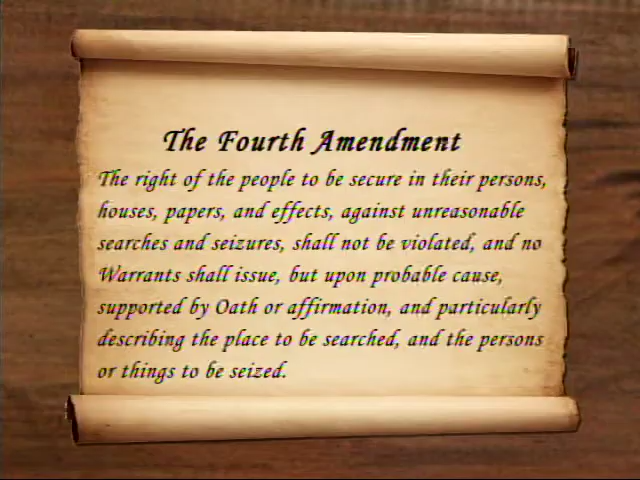 The Fourth Amendment
The right of the people to be secure in their persons,
houses, papers, and effects, against unreasonable
searches and seizures, shall not be violated, and no
Warrants shall issue, but upon probable cause,
supported by Oath or affirmation, and particularly
describing the place to be searched, and the persons
or things to be seized.